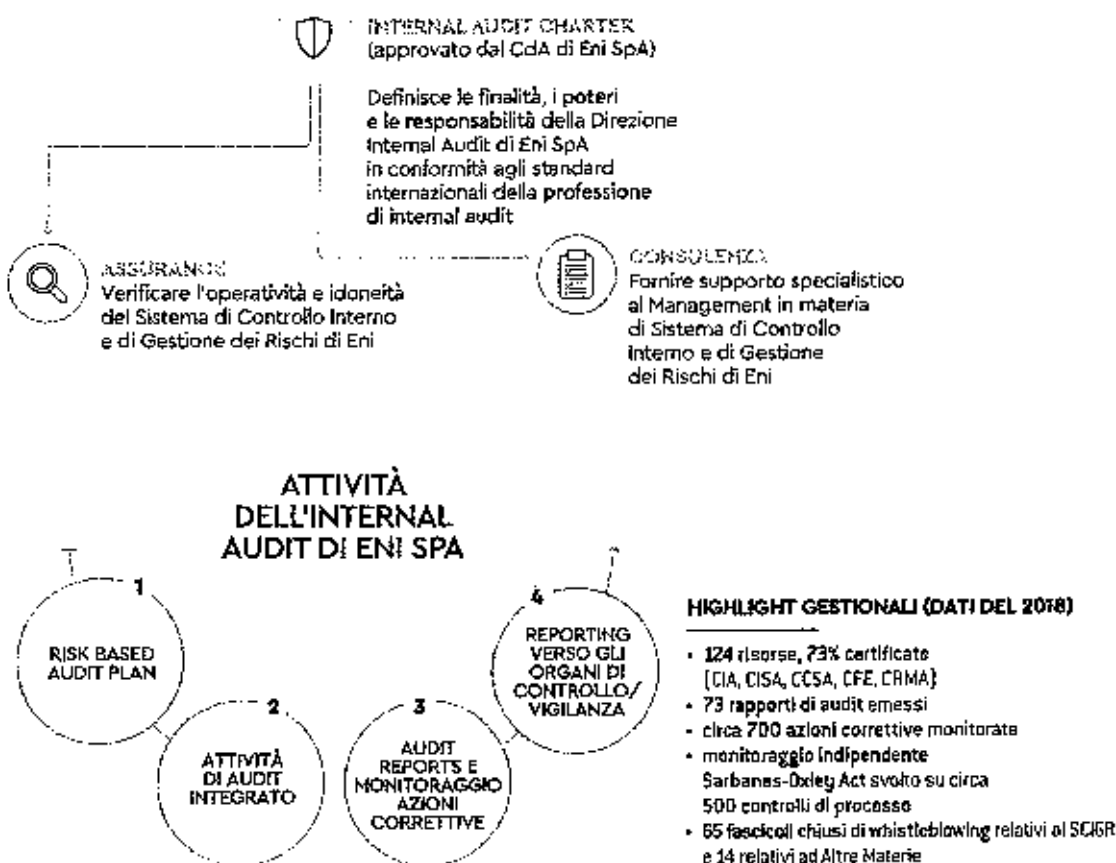 INTERNAL AUDIT CHARTER
(approvato dal CdA di Eni SpA)
Definisce le finalità, i poteri
e le responsabilità della Direzione
Internal Audit di Eni SpA
in conformità agli standard
internazionali della professione
di internal audit
ASSURANCE
Verificare l'operatività e idoneità
del Sistema di Controllo Interno
e di Gestione dei Rischi di Eni
CONSULENZA
Fornire supporto specialistico
al Management in materia
di Sistema di Controllo
Interno e di Gestione
dei Rischi di Eni
ATTIVITÀ
DELL'INTERNAL
AUDIT DI ENI SPA
1
RISK BASED
AUDIT PLAN
2
ATTIVITÀ
DI AUDIT
INTEGRATO
3
AUDIT
REPORTS E
MONITORAGGIO
AZIONI
CORRETTIVE
4
REPORTING
VERSO GLI
ORGANI DI
CONTROLLO/
VIGILANZA
HIGHLIGHT GESTIONALI (DATI DEL 2018)
• 124 risorse, 73% certificate
(CIA, CISA, CCSA, CFE, CRMA)
• 73 rapporti di audit emessi
• circa 700 azioni correttive monitorate
• monitoraggio indipendente
Sarbanes-Oxley Act svolto su circa
500 controlli di processo
• 65 fascicoli chiusi di whistleblowing relativi al SCIGR
e 14 relativi ad Altre Materie